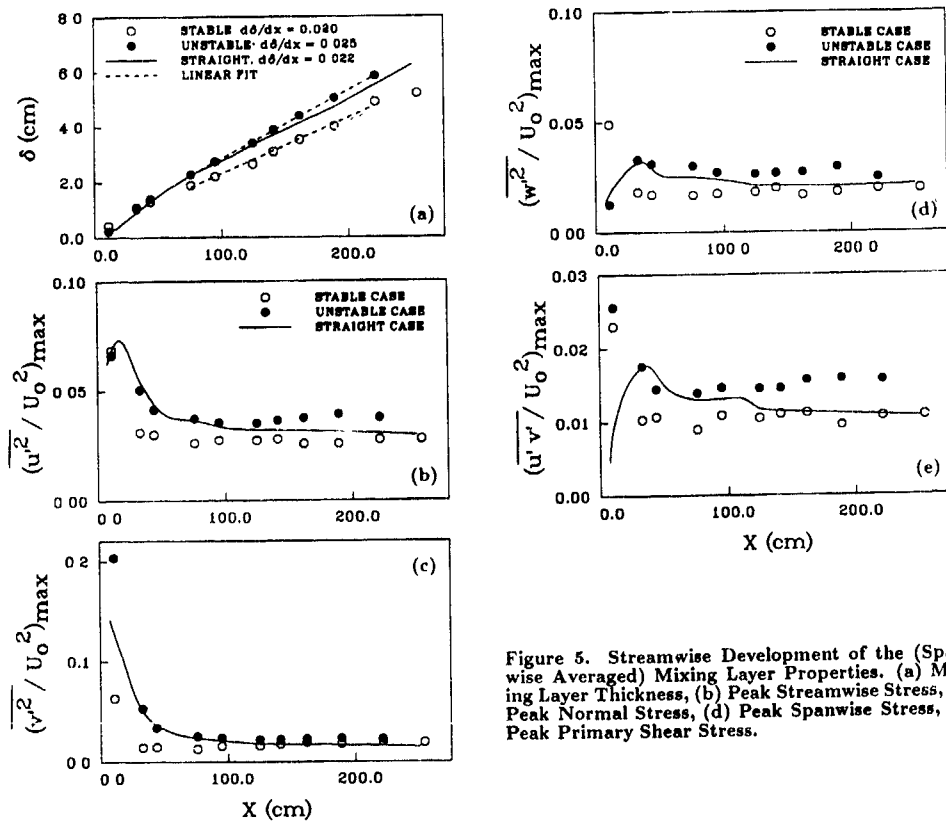 8 0
6 0
4 0
2 0
0 0
δ (cm)
STABLE dδ/dx = 0.020
UNSTABLE· dδ/dx = 0 025
STRAIGHT. dδ/dx = 0 022
LINEAR FIT
(a)
0.0 100.0 200.0
0.10
0 05
0 00
(u'² / U₀²)max
STABLE CASE
UNSTABLE CASE
STRAIGHT CASE
(b)
0 0 100.0 200.0
0 2
0.1
0.0
(v'² / U₀²)max
(c)
0 0 100.0 200.0
X (cm)
0.10
0.05
0 00
(w'² / U₀²)max
STABLE CASE
UNSTABLE CASE
STRAIGHT CASE
(d)
0 0 100.0 200.0
0.03
0.02
0.01
0.00
(u' v' / U₀²)max
(e)
0.0 100.0 200.0
X (cm)
Figure 5. Streamwise Development of the (Spa
wise Averaged) Mixing Layer Properties. (a) M
ing Layer Thickness, (b) Peak Streamwise Stress,
Peak Normal Stress, (d) Peak Spanwise Stress,
Peak Primary Shear Stress.